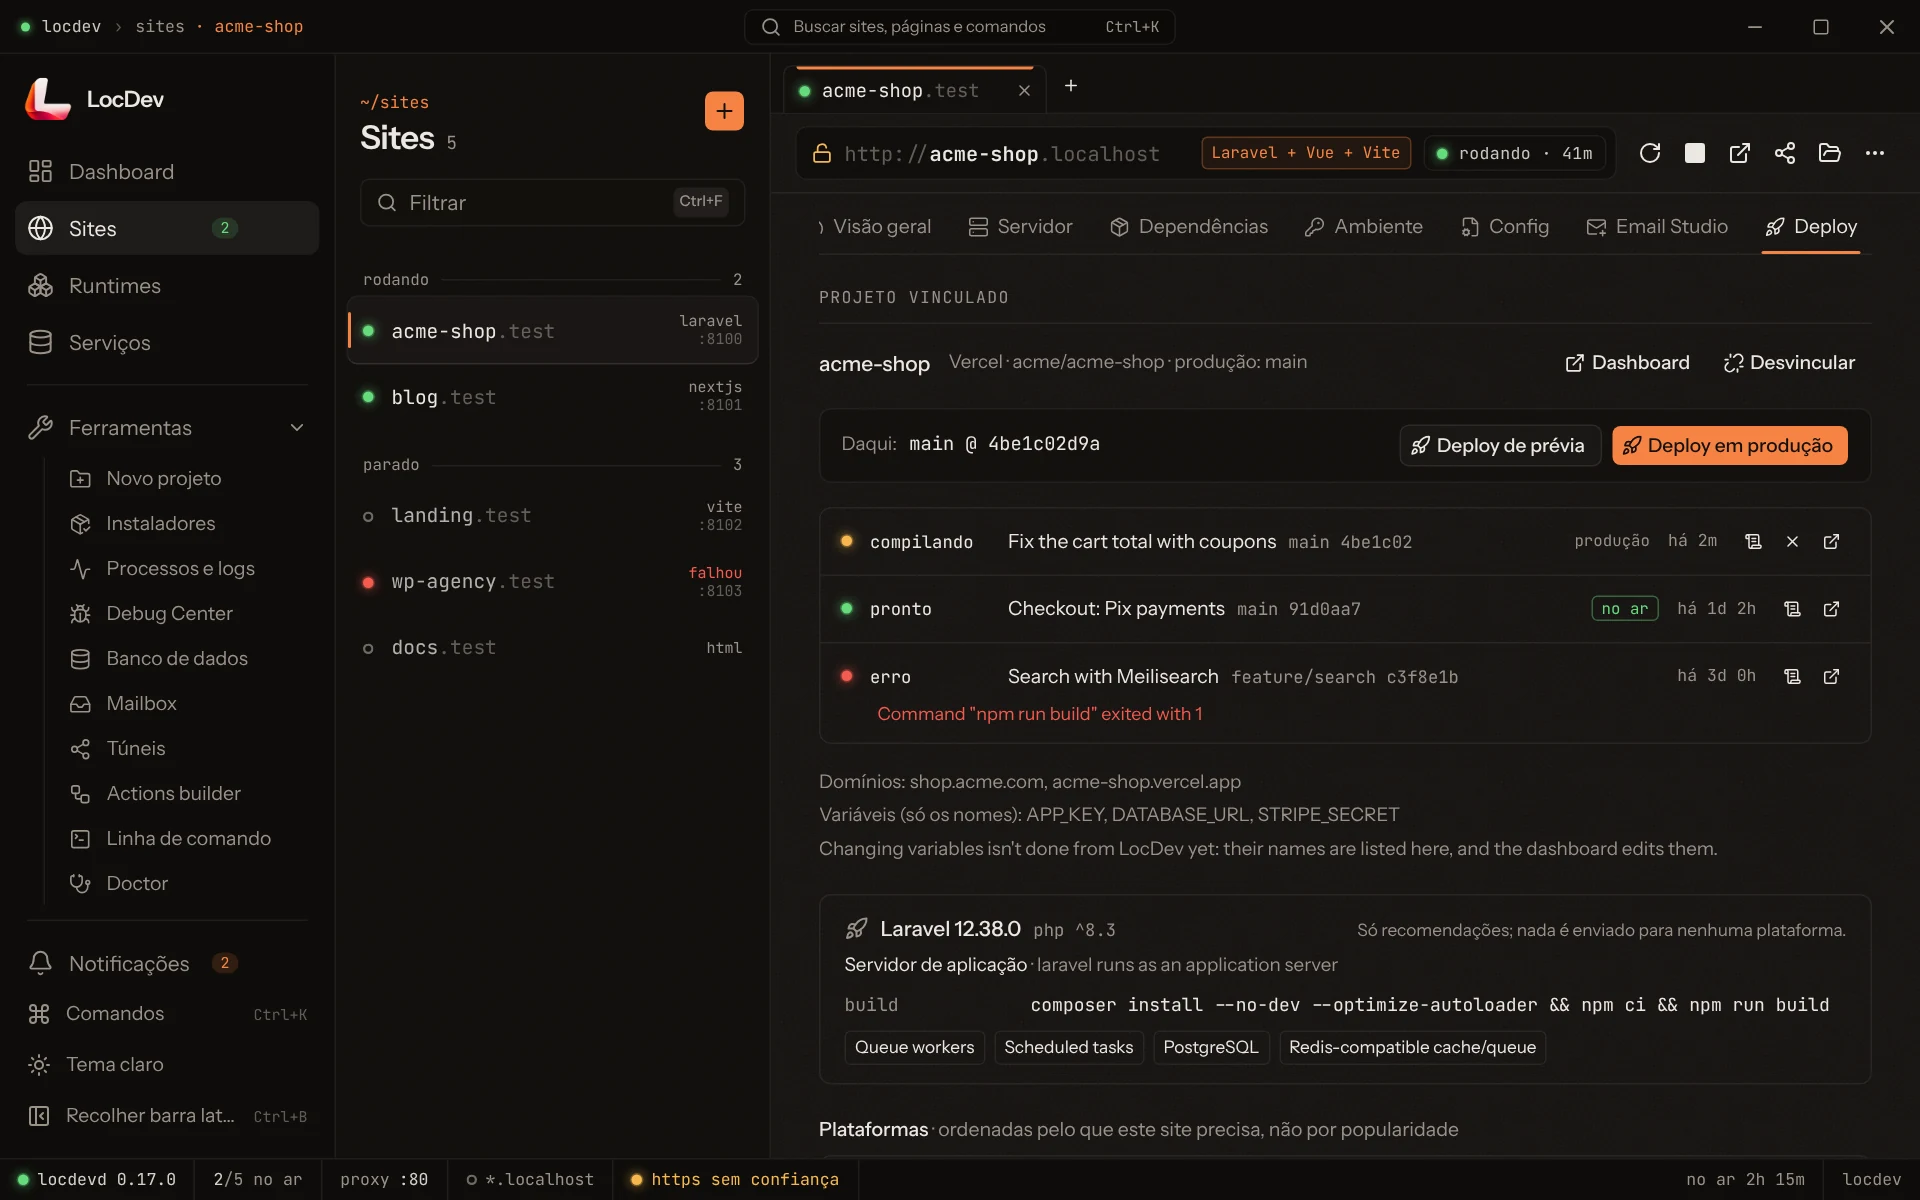 locdev › sites · acme-shop
Buscar sites, páginas e comandos Ctrl+K
LocDev
Dashboard
Sites 2
Runtimes
Serviços
Ferramentas
Novo projeto
Instaladores
Processos e logs
Debug Center
Banco de dados
Mailbox
Túneis
Actions builder
Linha de comando
Doctor
Notificações 2
Comandos Ctrl+K
Tema claro
Recolher barra lat... Ctrl+B
~/sites
Sites 5
Filtrar Ctrl+F
rodando 2
acme-shop.test laravel :8100
blog.test nextjs :8101
parado 3
landing.test vite :8102
wp-agency.test falhou :8103
docs.test html
acme-shop.test
http://acme-shop.localhost Laravel + Vue + Vite rodando · 41m
Visão geral Servidor Dependências Ambiente Config Email Studio Deploy
PROJETO VINCULADO
acme-shop Vercel · acme/acme-shop · produção: main Dashboard Desvincular
Daqui: main @ 4be1c02d9a Deploy de prévia Deploy em produção
compilando Fix the cart total with coupons main 4be1c02 produção há 2m
pronto Checkout: Pix payments main 91d0aa7 no ar há 1d 2h
erro Search with Meilisearch feature/search c3f8e1b há 3d 0h
Command "npm run build" exited with 1
Domínios: shop.acme.com, acme-shop.vercel.app
Variáveis (só os nomes): APP_KEY, DATABASE_URL, STRIPE_SECRET
Changing variables isn't done from LocDev yet: their names are listed here, and the dashboard edits them.
Laravel 12.38.0 php ^8.3 Só recomendações; nada é enviado para nenhuma plataforma.
Servidor de aplicação · laravel runs as an application server
build composer install --no-dev --optimize-autoloader && npm ci && npm run build
Queue workers Scheduled tasks PostgreSQL Redis-compatible cache/queue
Plataformas · ordenadas pelo que este site precisa, não por popularidade
locdevd 0.17.0 2/5 no ar proxy :80 *.localhost https sem confiança no ar 2h 15m locdev